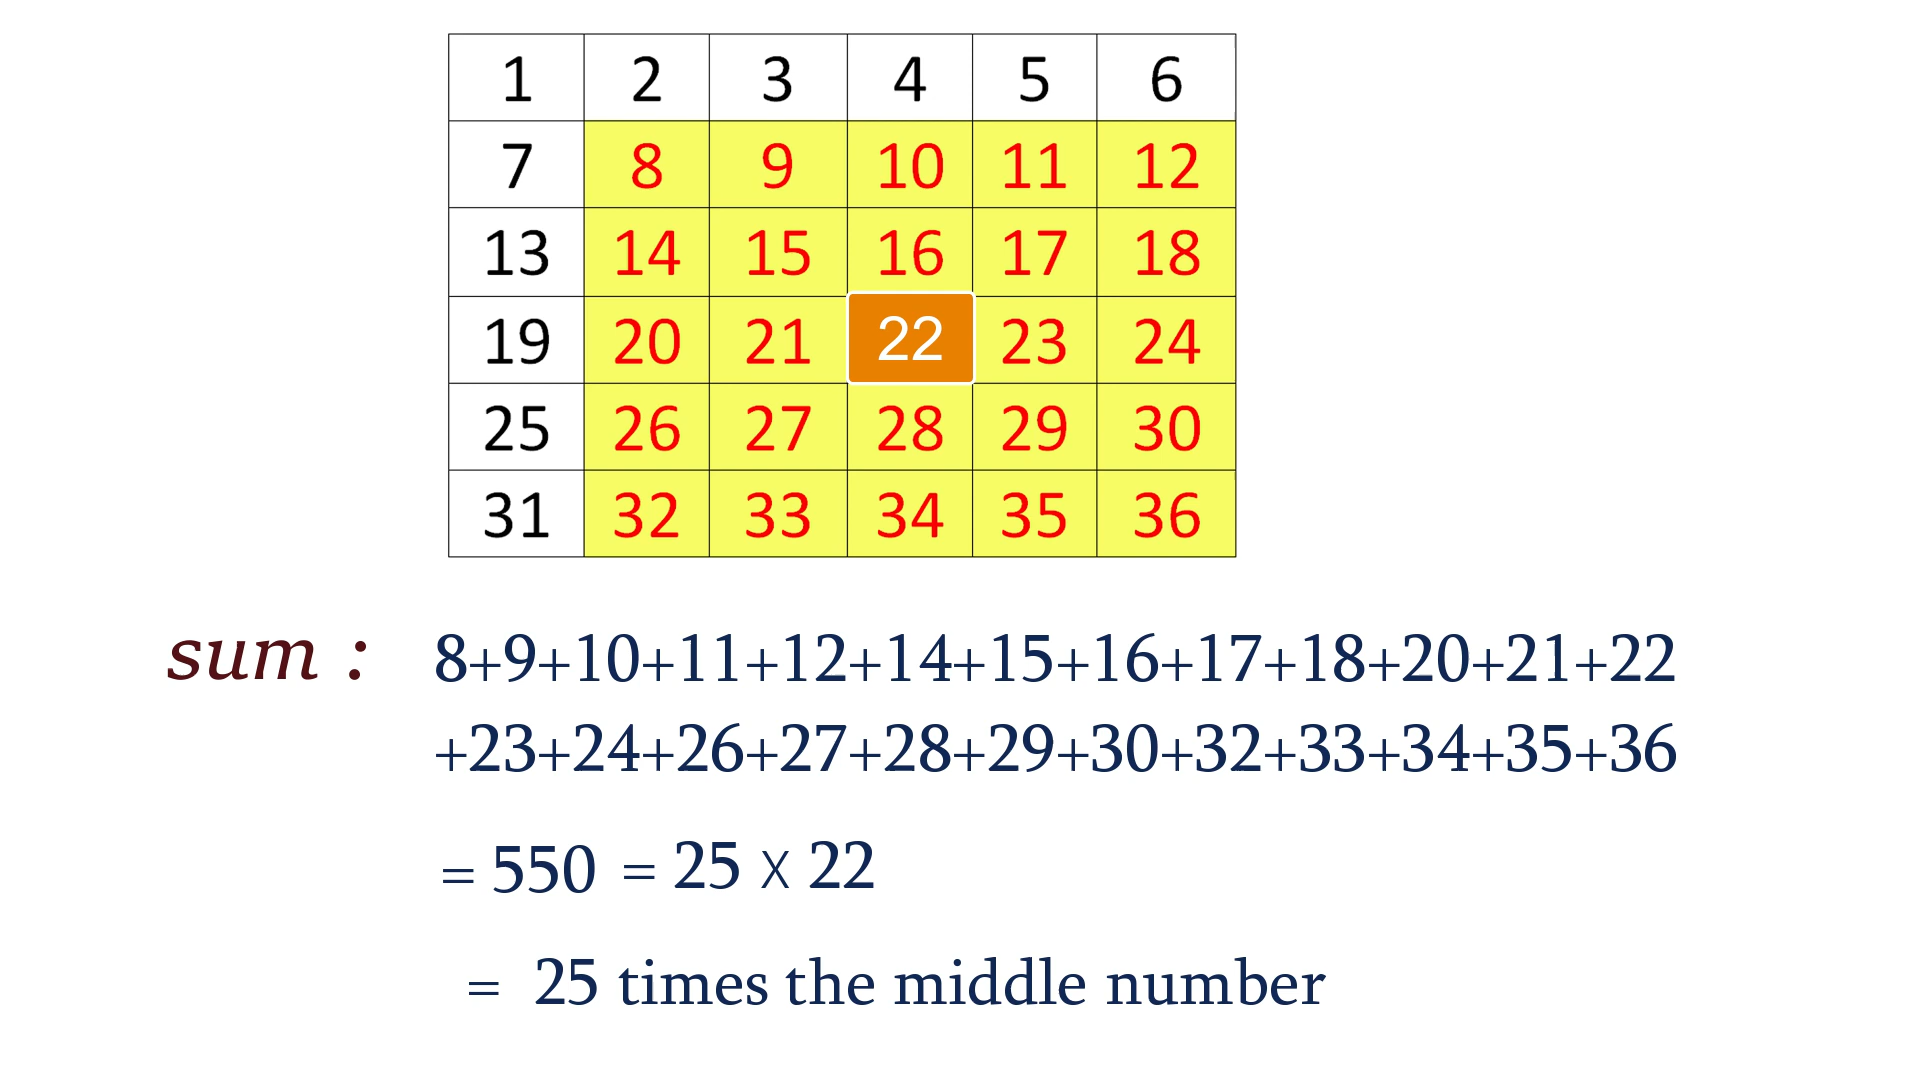 1 2 3 4 5 6
7 8 9 10 11 12
13 14 15 16 17 18
19 20 21 22 23 24
25 26 27 28 29 30
31 32 33 34 35 36
sum : 8+9+10+11+12+14+15+16+17+18+20+21+22
+23+24+26+27+28+29+30+32+33+34+35+36
= 550 = 25 X 22
= 25 times the middle number